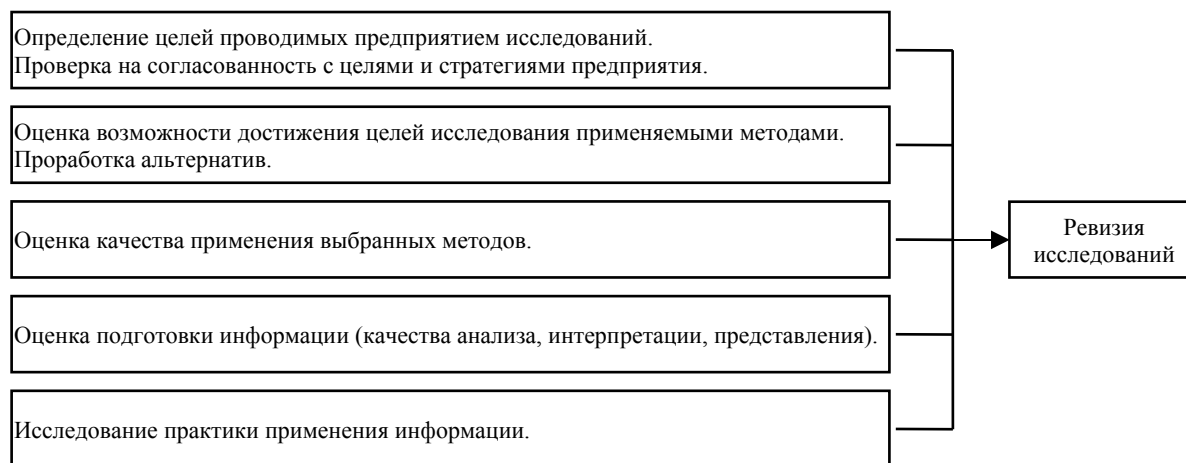 Определение целей проводимых предприятием исследований.
Проверка на согласованность с целями и стратегиями предприятия.
Оценка возможности достижения целей исследования применяемыми методами.
Проработка альтернатив.
Оценка качества применения выбранных методов.
Оценка подготовки информации (качества анализа, интерпретации, представления).
Исследование практики применения информации.
Ревизия
исследований